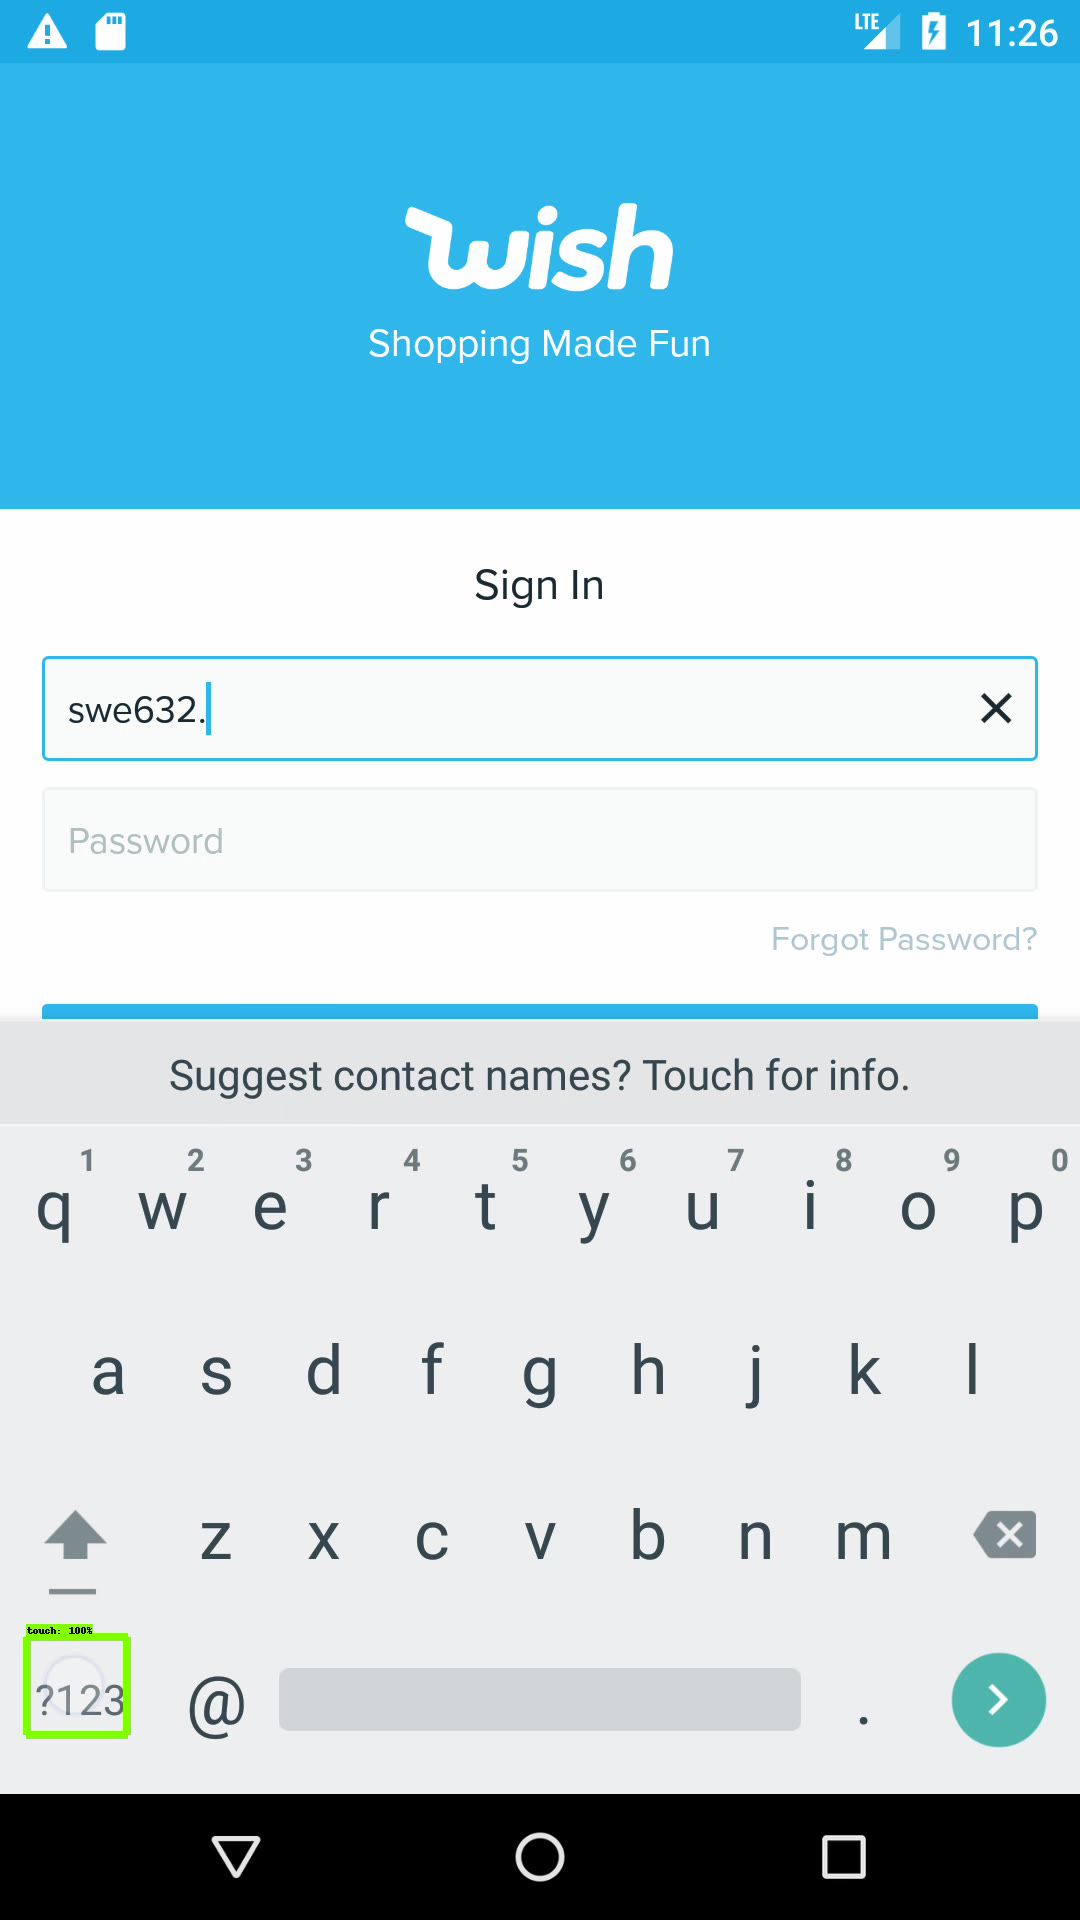 LTE 11:26
wish
Shopping Made Fun
Sign In
swe632.
Password
Forgot Password?
Suggest contact names? Touch for info.
1 2 3 4 5 6 7 8 9 0
q w e r t y u i o p
a s d f g h j k l
z x c v b n m
touch: 100%
?123 @ .